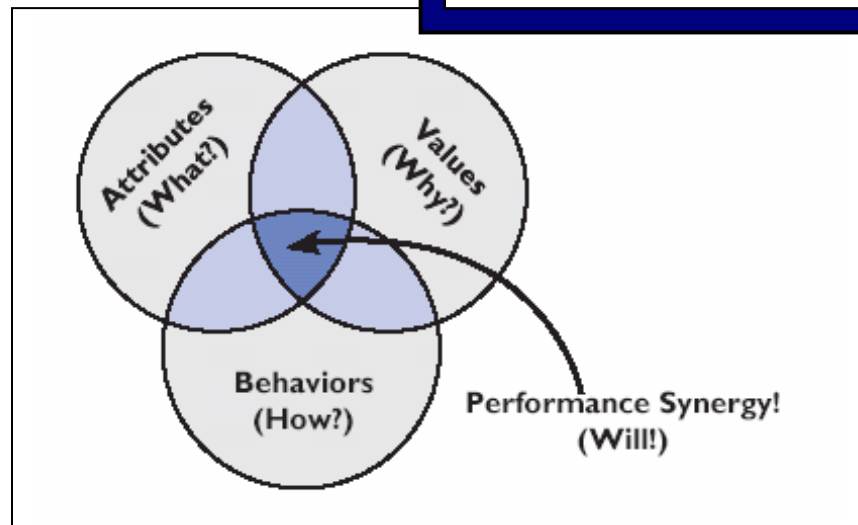 Attributes
(What?)
Values
(Why?)
Behaviors
(How?)
Performance Synergy!
(Will!)